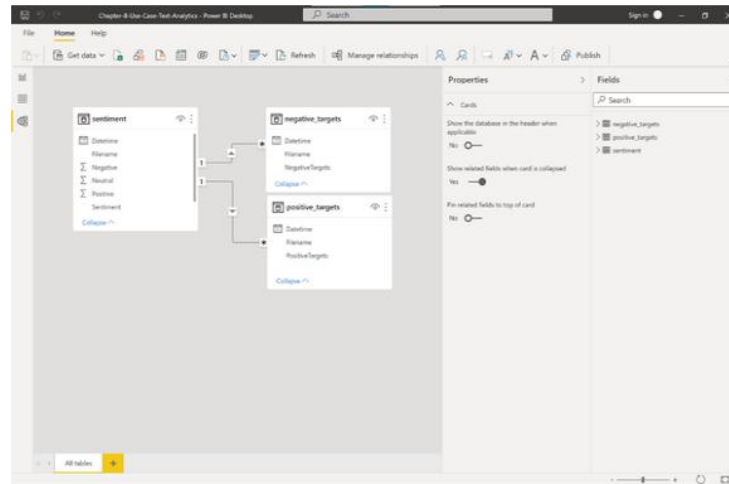 Chapter-8-Use-Case-Text-Analytics - Power BI Desktop
Search
Sign in
File
Home
Help
Get data
Refresh
Manage relationships
Publish
sentiment
Datetime
Filename
Negative
Neutral
Positive
Sentiment
Collapse
1
1
negative_targets
Datetime
Filename
NegativeTargets
Collapse
positive_targets
Datetime
Filename
PositiveTargets
Collapse
Properties
Cards
Show the database in the header when
applicable
No
Show related fields when card is collapsed
Yes
Pin related fields to top of card
No
Fields
Search
negative_targets
positive_targets
sentiment
All tables